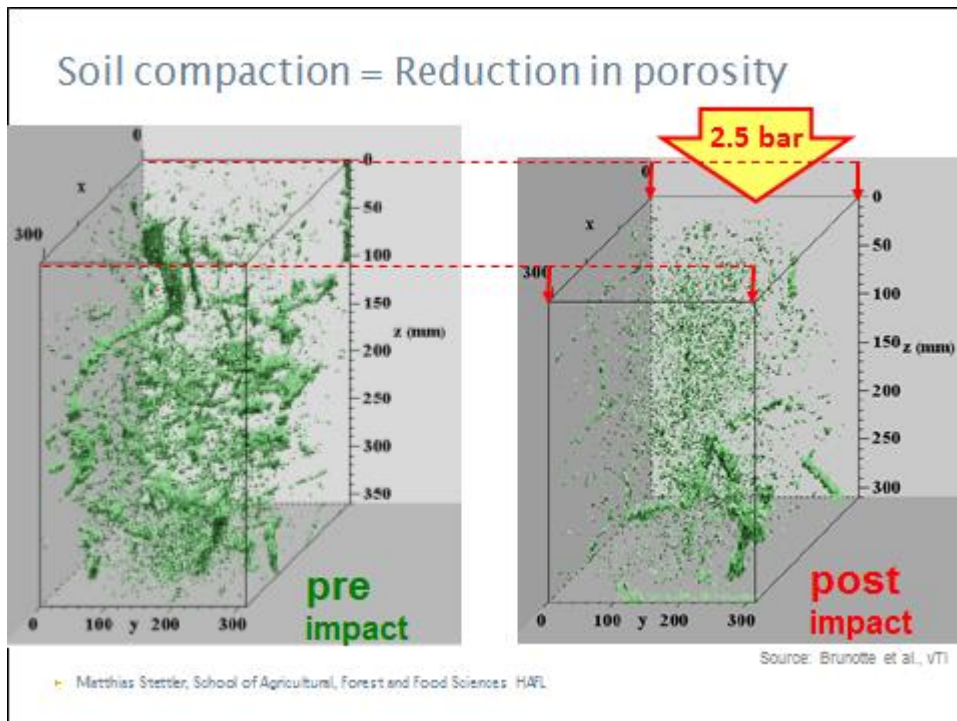 Soil compaction = Reduction in porosity
2.5 bar
0
x
300
0
50
100
150
z (mm)
200
250
300
350
0 100 y 200 300
pre
impact
0
x
300
0
50
100
150
z (mm)
200
250
300
0 100 y 200 300
post
impact
Source: Brunotte et al., vTI
Matthias Stettler, School of Agricultural, Forest and Food Sciences HAFL